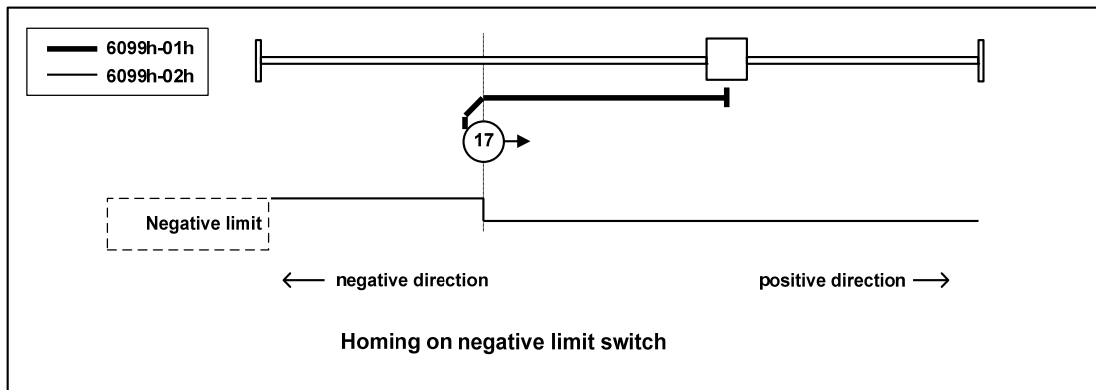 6099h-01h
6099h-02h
17
Negative limit
negative direction
positive direction
Homing on negative limit switch